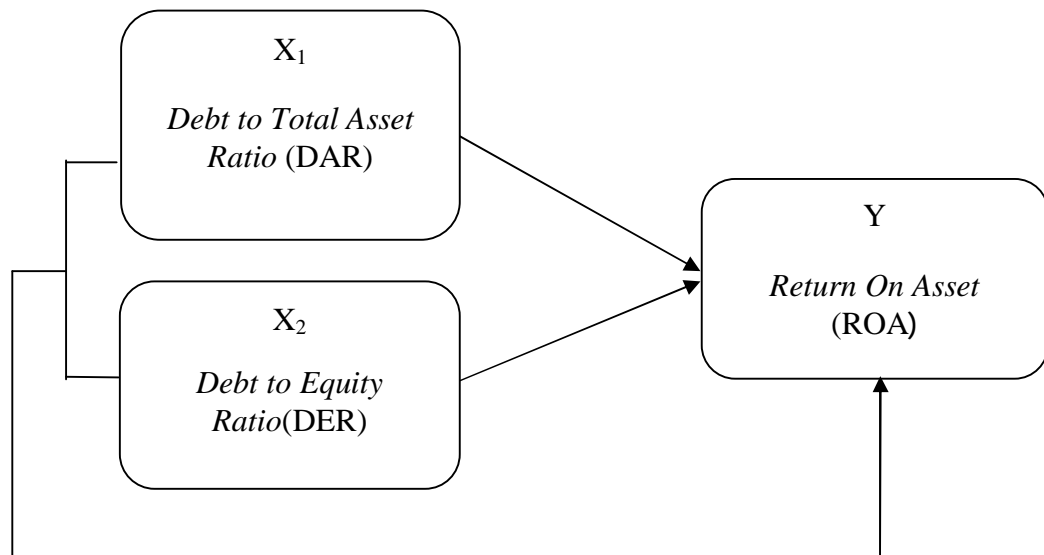 X₁
Debt to Total Asset
Ratio (DAR)
X₂
Debt to Equity
Ratio(DER)
Y
Return On Asset
(ROA)